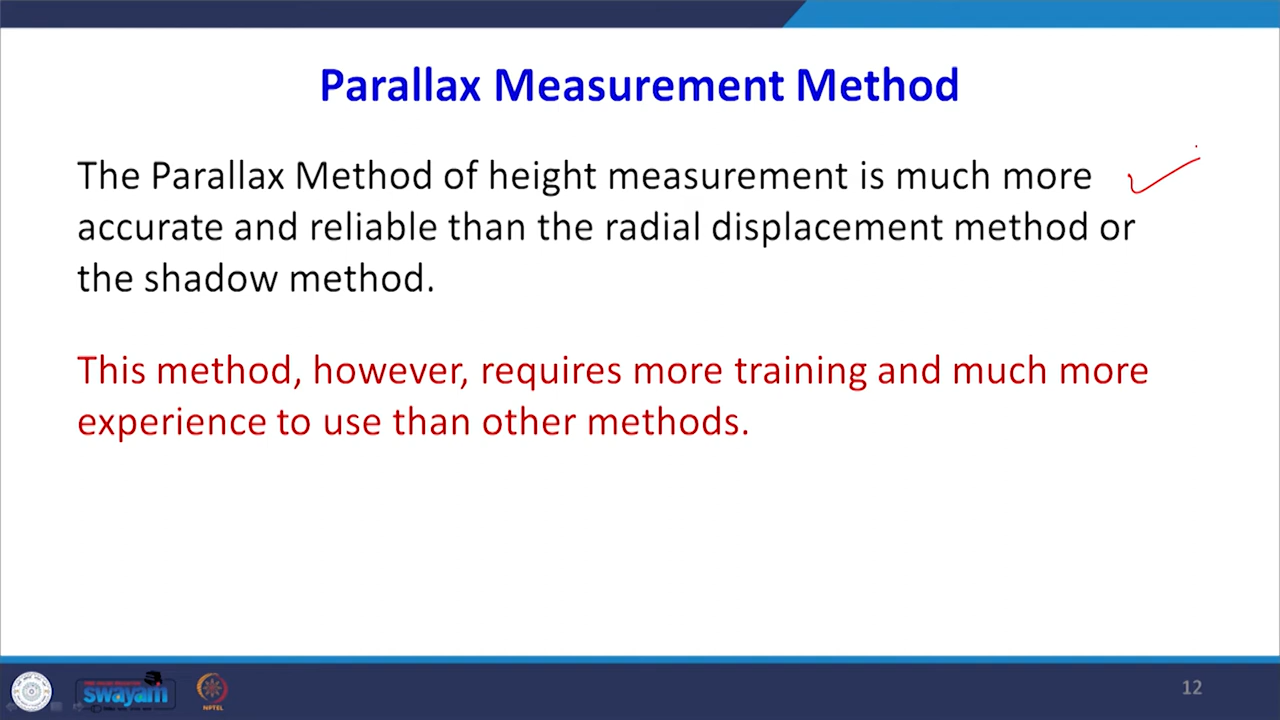 Parallax Measurement Method
The Parallax Method of height measurement is much more
accurate and reliable than the radial displacement method or
the shadow method.
This method, however, requires more training and much more
experience to use than other methods.
swayam
NPTEL
12